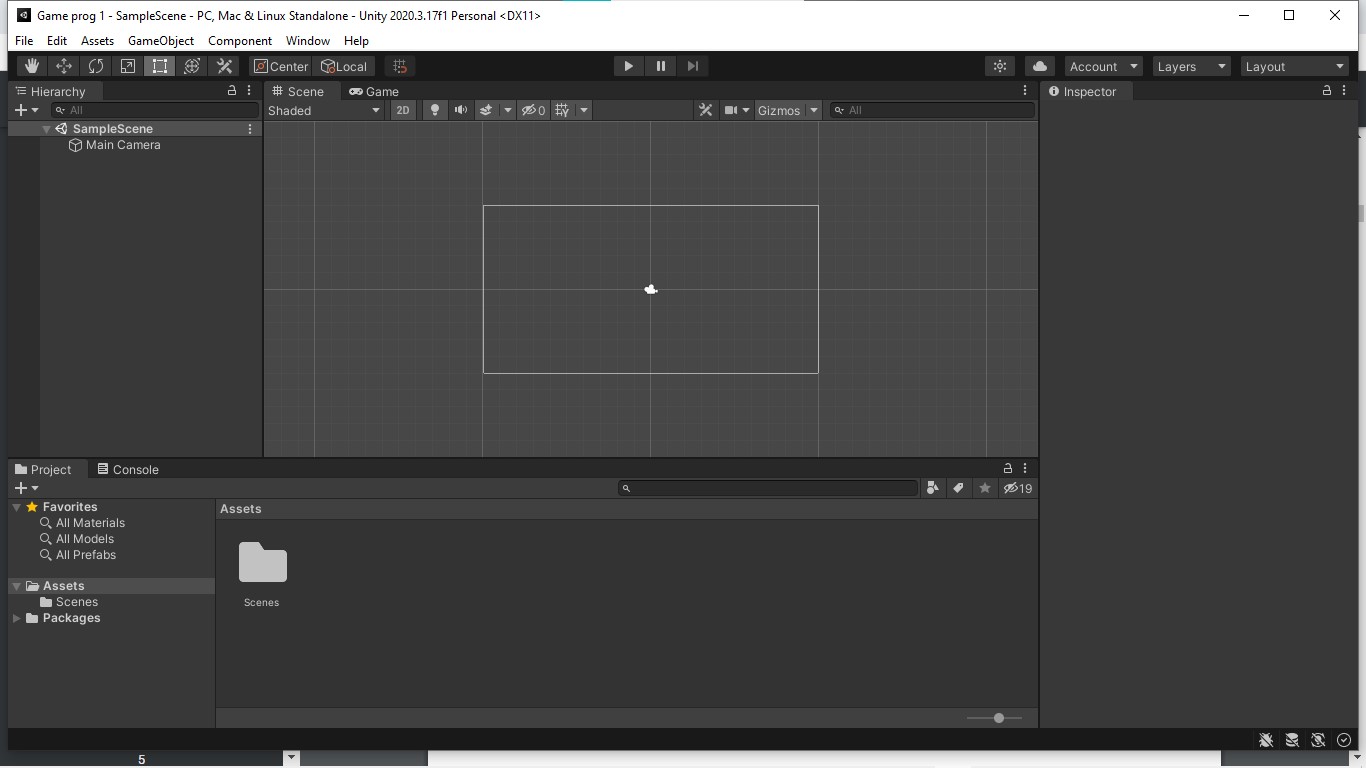 Game prog 1 - SampleScene - PC, Mac & Linux Standalone - Unity 2020.3.17f1 Personal <DX11>
File Edit Assets GameObject Component Window Help
Center Local Account Layers Layout
Hierarchy Scene Game Inspector
All Shaded 2D 0 Gizmos All
SampleScene
Main Camera
Project Console
19
Favorites Assets
All Materials
All Models
All Prefabs
Assets
Scenes Scenes
Packages
5